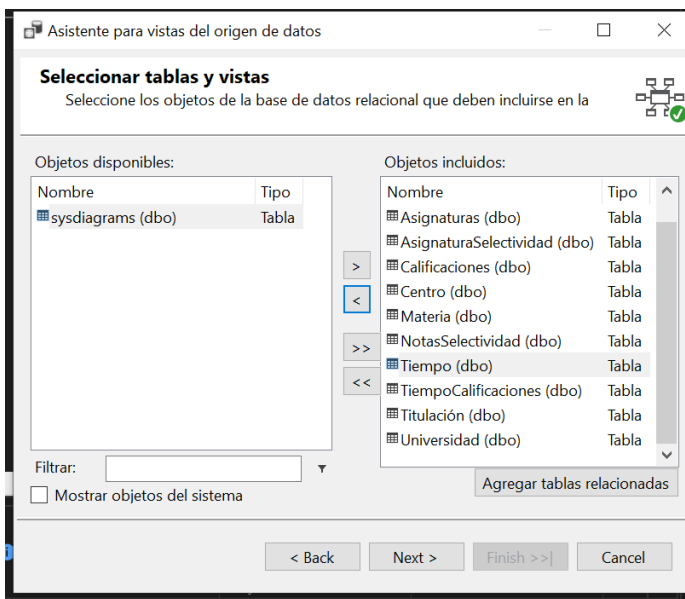 Asistente para vistas del origen de datos
Seleccionar tablas y vistas
Seleccione los objetos de la base de datos relacional que deben incluirse en la
Objetos disponibles:
Nombre Tipo
sysdiagrams (dbo) Tabla
Filtrar:
Mostrar objetos del sistema
>
<
>>
<<
Objetos incluidos:
Nombre Tipo
Asignaturas (dbo) Tabla
AsignaturaSelectividad (dbo) Tabla
Calificaciones (dbo) Tabla
Centro (dbo) Tabla
Materia (dbo) Tabla
NotasSelectividad (dbo) Tabla
Tiempo (dbo) Tabla
TiempoCalificaciones (dbo) Tabla
Titulación (dbo) Tabla
Universidad (dbo) Tabla
Agregar tablas relacionadas
< Back
Next >
Finish >>|
Cancel